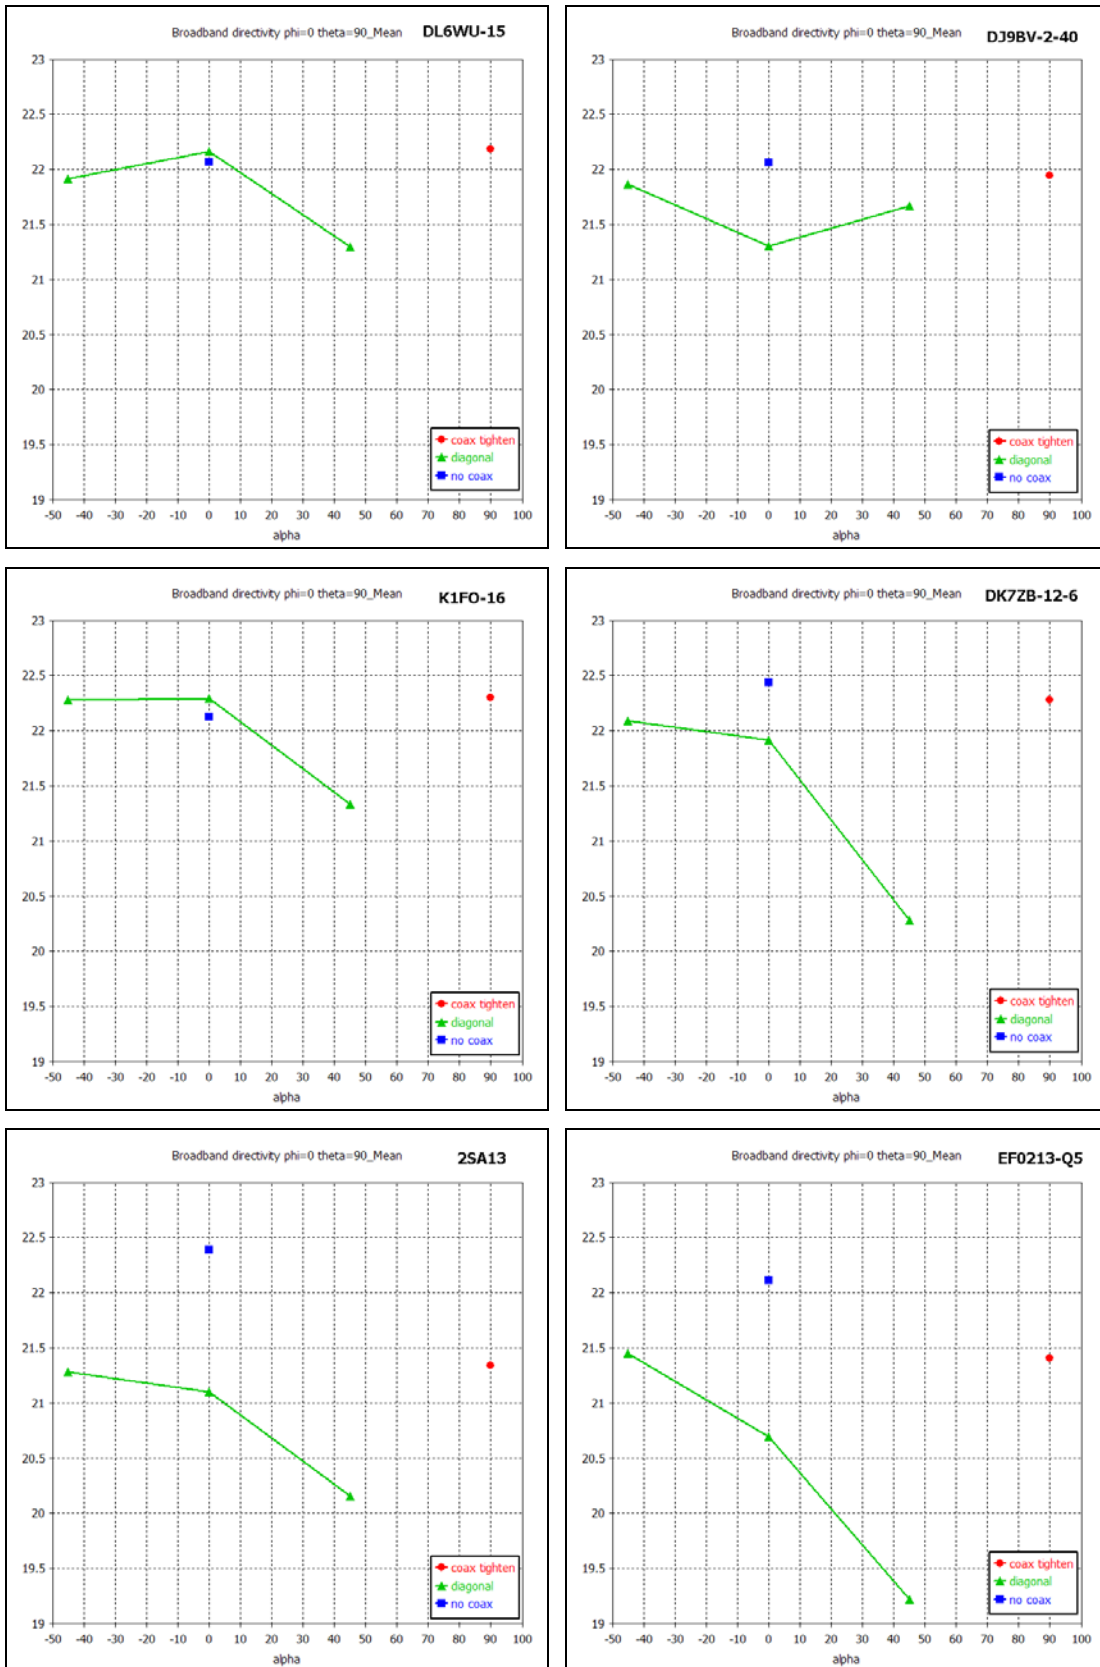 Broadband directivity phi=0 theta=90_Mean DL6WU-15
23
22.5
22
21.5
21
20.5
20
19.5
19
coax tighten
diagonal
no coax
-50 -40 -30 -20 -10 0 10 20 30 40 50 60 70 80 90 100
alpha
Broadband directivity phi=0 theta=90_Mean DJ9BV-2-40
23
22.5
22
21.5
21
20.5
20
19.5
19
coax tighten
diagonal
no coax
-50 -40 -30 -20 -10 0 10 20 30 40 50 60 70 80 90 100
alpha
Broadband directivity phi=0 theta=90_Mean K1FO-16
23
22.5
22
21.5
21
20.5
20
19.5
19
coax tighten
diagonal
no coax
-50 -40 -30 -20 -10 0 10 20 30 40 50 60 70 80 90 100
alpha
Broadband directivity phi=0 theta=90_Mean DK7ZB-12-6
23
22.5
22
21.5
21
20.5
20
19.5
19
coax tighten
diagonal
no coax
-50 -40 -30 -20 -10 0 10 20 30 40 50 60 70 80 90 100
alpha
Broadband directivity phi=0 theta=90_Mean 2SA13
23
22.5
22
21.5
21
20.5
20
19.5
19
coax tighten
diagonal
no coax
-50 -40 -30 -20 -10 0 10 20 30 40 50 60 70 80 90 100
alpha
Broadband directivity phi=0 theta=90_Mean EF0213-Q5
23
22.5
22
21.5
21
20.5
20
19.5
19
coax tighten
diagonal
no coax
-50 -40 -30 -20 -10 0 10 20 30 40 50 60 70 80 90 100
alpha